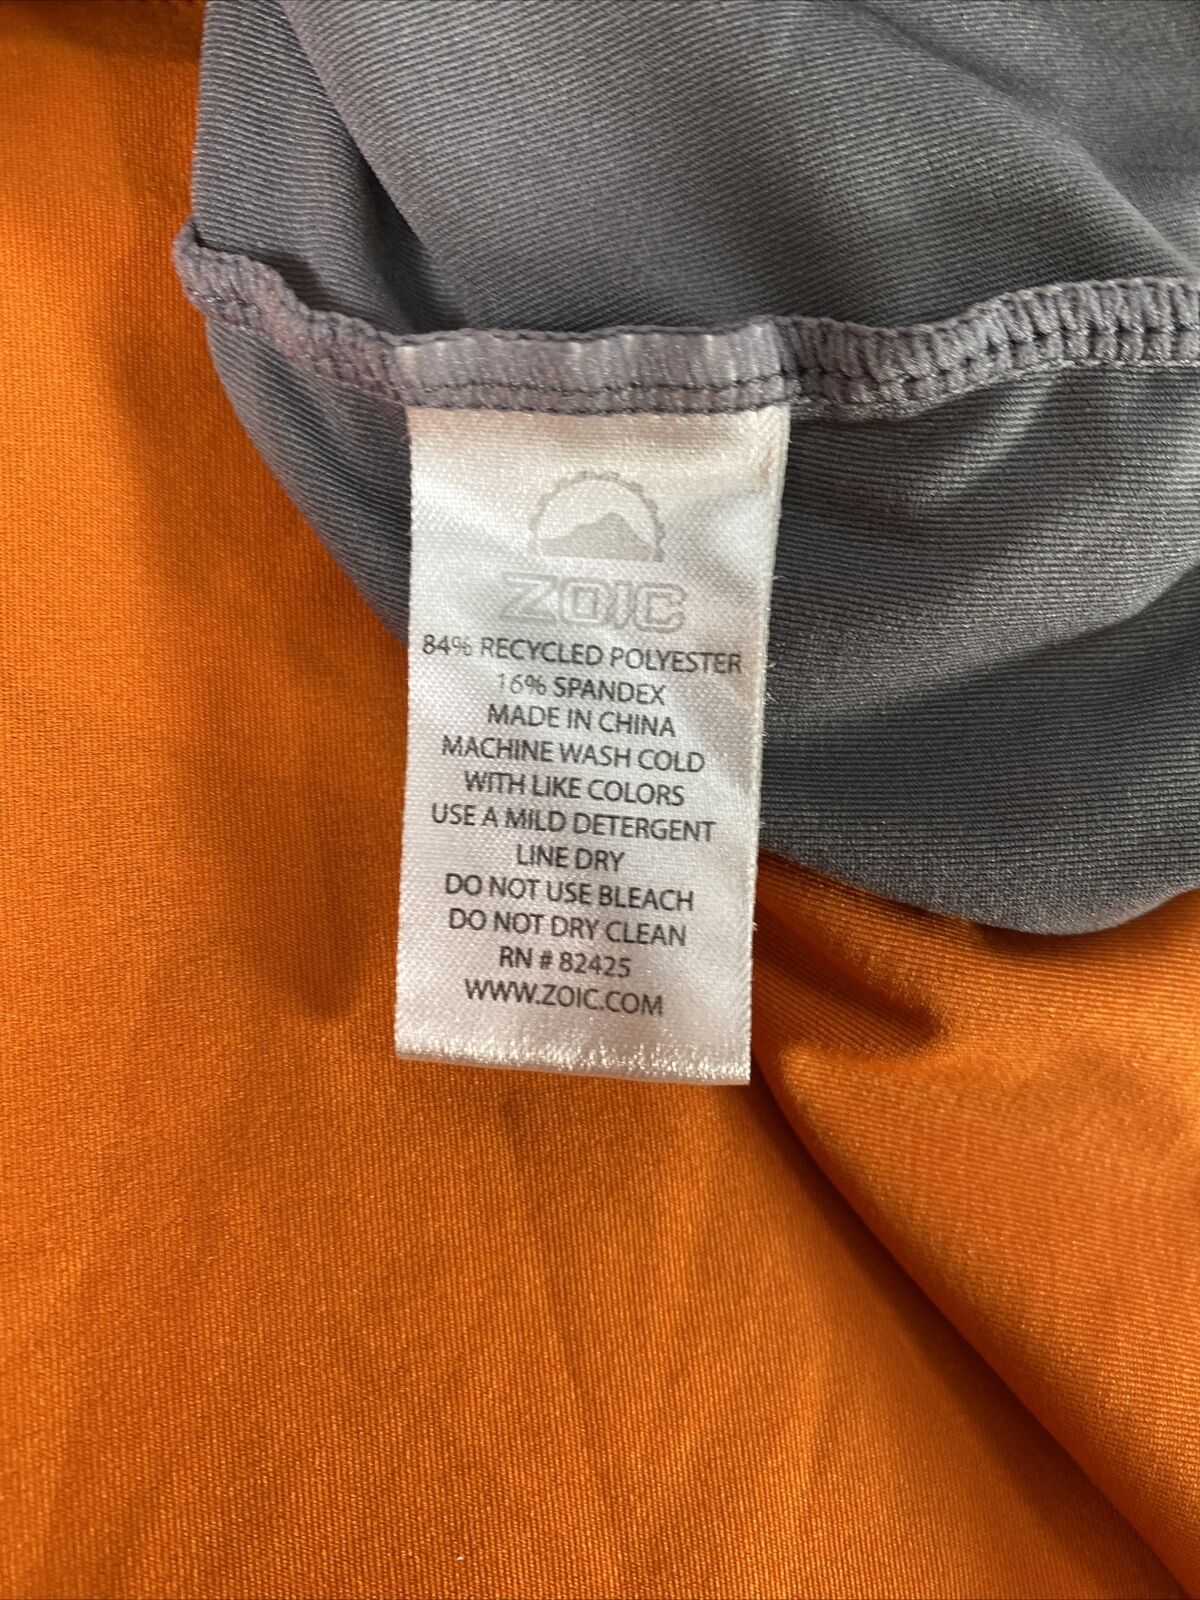 ZOIC
84% RECYCLED POLYESTER
16% SPANDEX
MADE IN CHINA
MACHINE WASH COLD
WITH LIKE COLORS
USE A MILD DETERGENT
LINE DRY
DO NOT USE BLEACH
DO NOT DRY CLEAN
RN # 82425
WWW.ZOIC.COM